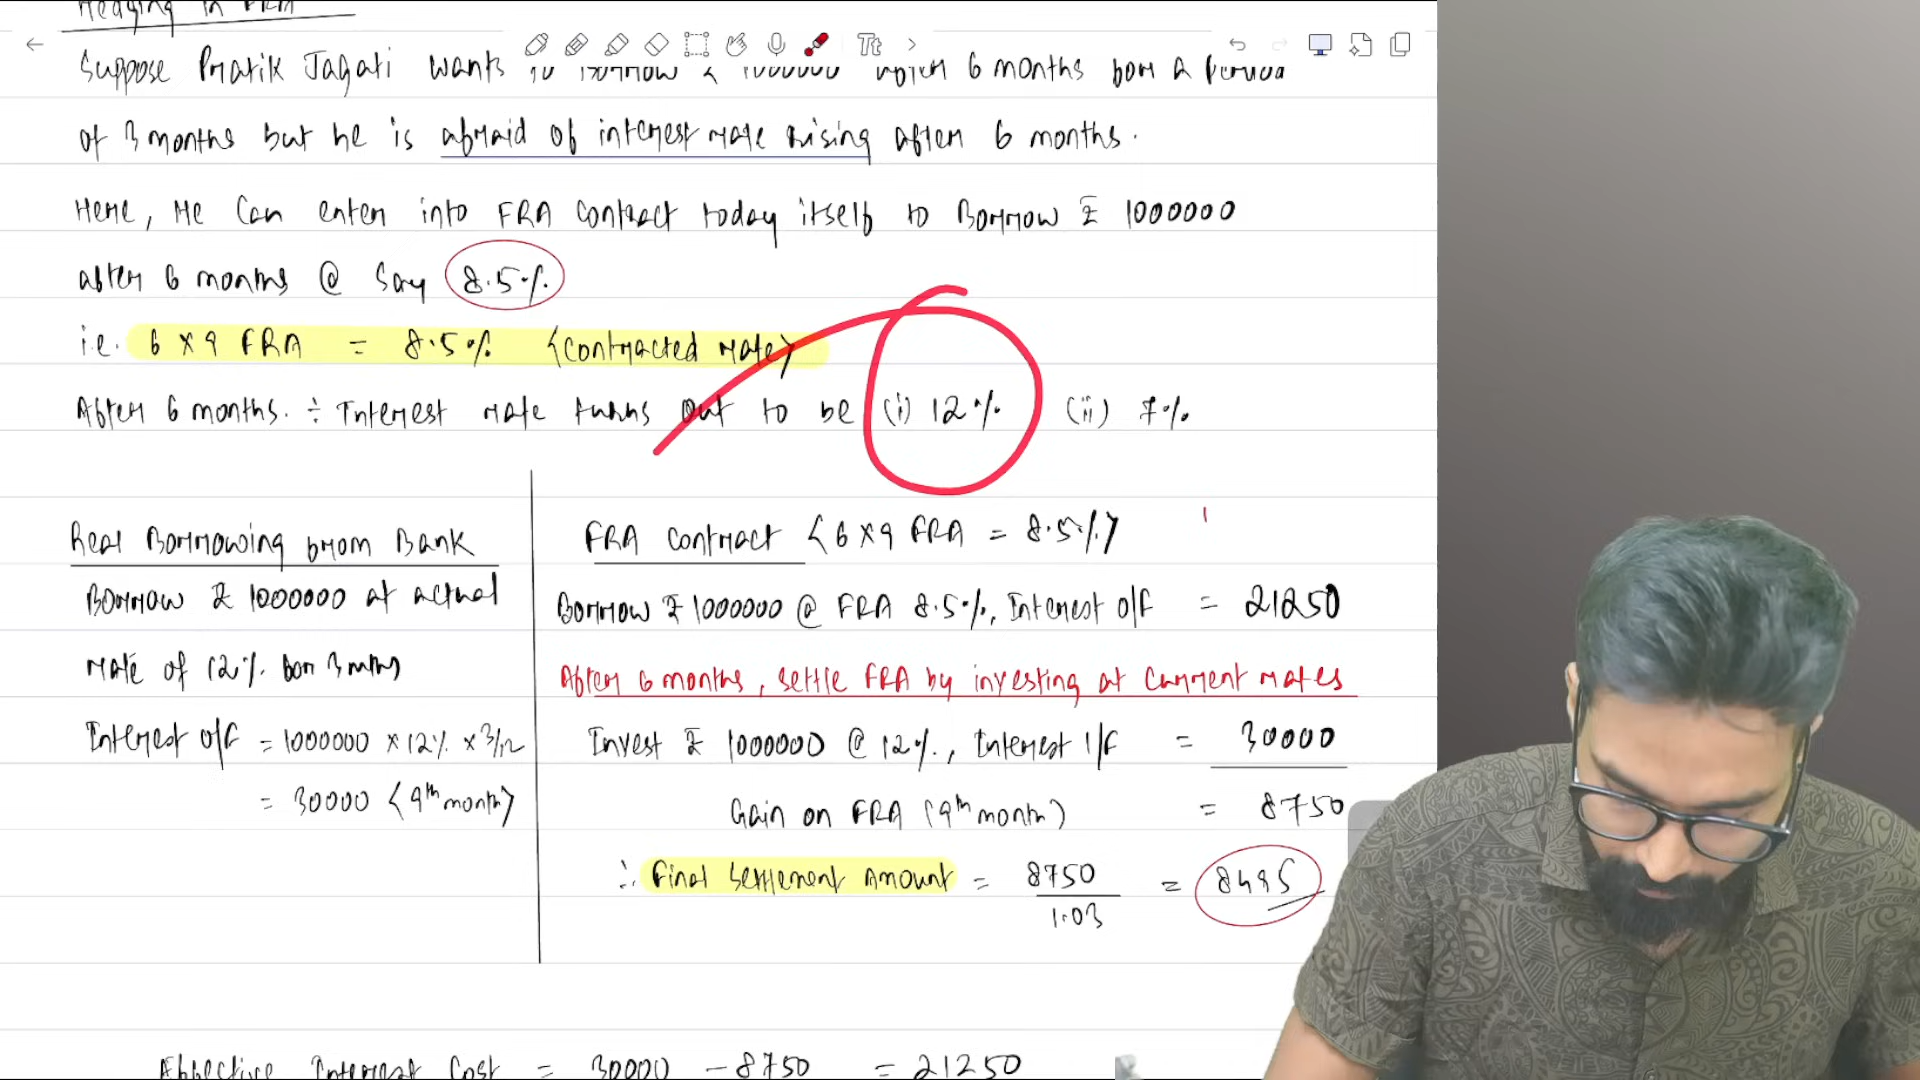 Hedging in FRA
Tt
Suppose Pratik Jagati wants to Borrow ₹ 1000000 after 6 months for a Period
of 3 months but he is afraid of interest rate rising after 6 months.
Here, He Can enter into FRA Contract today itself to Borrow ₹ 1000000
after 6 months @ Say 8.5%
i.e. 6 x 9 FRA = 8.5% {Contracted rate}
After 6 months ÷ Interest rate turns out to be (i) 12% (ii) 7%
Real Borrowing from Bank
Borrow ₹ 1000000 at actual
rate of 12% for 3 mths
Interest o/f = 1000000 x 12% x 3/12
= 30000 {9th month}
FRA Contract {6 x 9 FRA = 8.5%}
Borrow ₹ 1000000 @ FRA 8.5%, Interest o/f = 21250
After 6 months, settle FRA by investing at Current rates
Invest ₹ 1000000 @ 12%, Interest I/f = 30000
Gain on FRA (9th month) = 8750
∴ Final Settlement Amount = 8750/1.03 = 8495
Effective Interest Cost = 30000 - 8750 = 21250